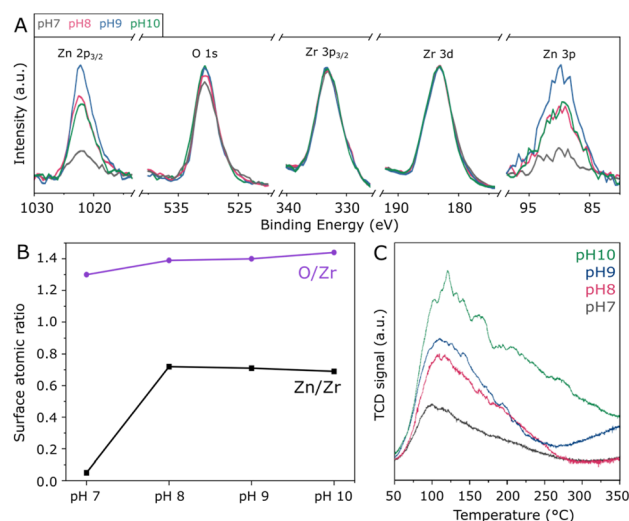 pH7 pH8 pH9 pH10
A
Zn 2p3/2 O 1s Zr 3p3/2 Zr 3d Zn 3p
Intensity (a.u.)
1030 1020 535 525 340 330 192 180 90 85
Binding Energy (eV)
B
1.4
1.2
1.0
0.8
0.6
0.4
0.2
0.0
Surface atomic ratio
O/Zr
Zn/Zr
pH 7 pH 8 pH 9 pH 10
C
pH10
pH9
pH8
pH7
TCD signal (a.u.)
50 100 150 200 250 300 350
Temperature (°C)